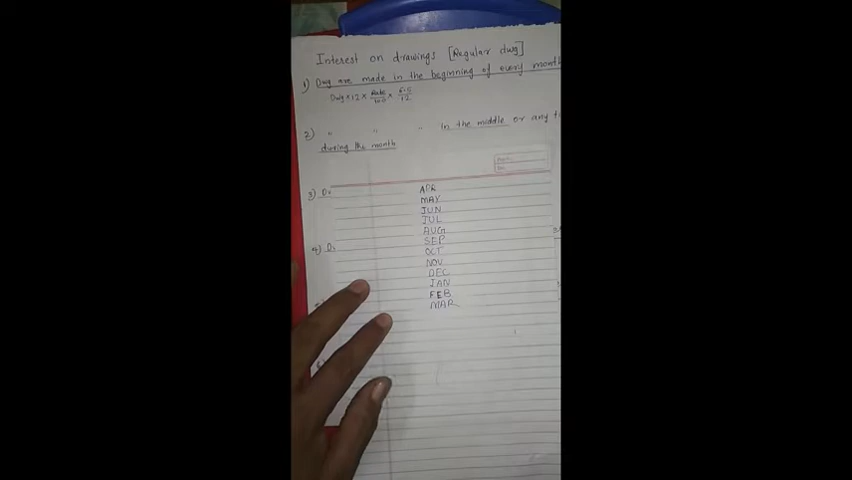 Interest on drawings [Regular dwg]
1) Dwg are made in the beginning of every month
Dwg × 12 × Rate/100 × 6.5/12
2) " " " In the middle or any
during the month
3) D
APR
MAY
JUN
JUL
AUG
SEP
4) D
OCT
NOV
DEC
JAN
FEB
MAR